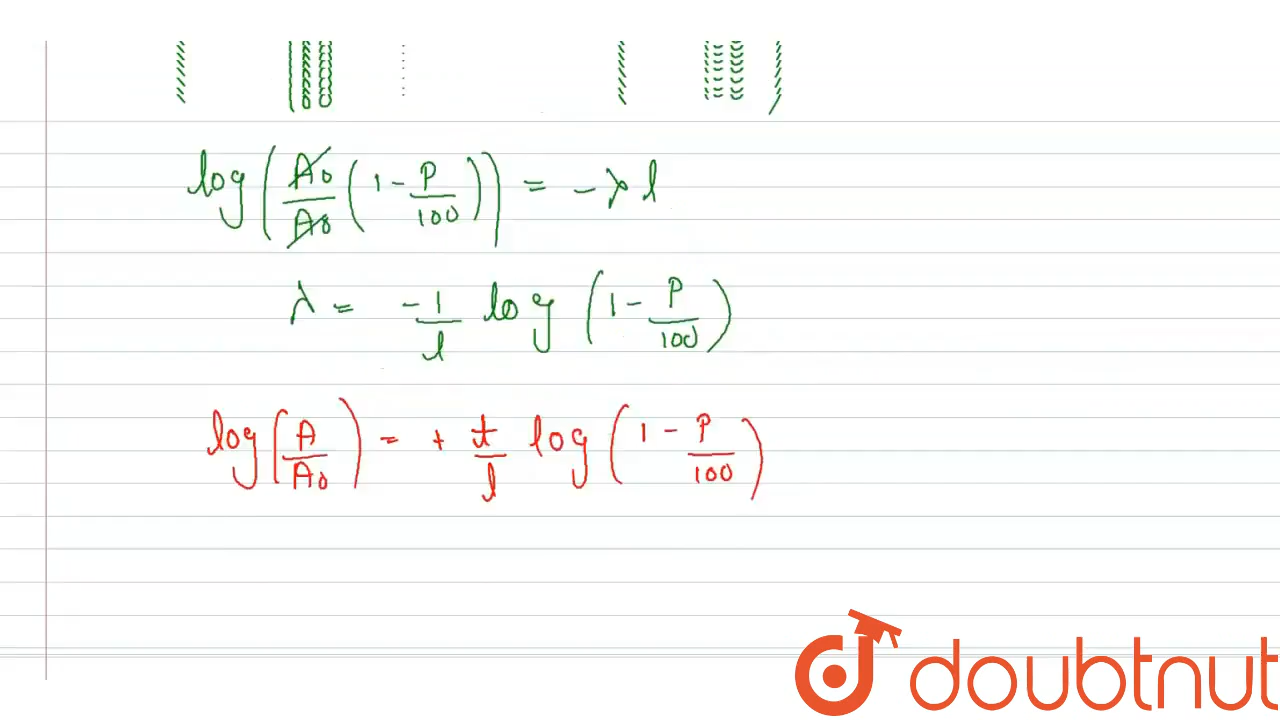 log(A₀/A₀ (1 - P/100)) = - λ l
λ = -1/l log (1 - P/100)
log(A/A₀) = + t/l log (1 - P/100)
doubtnut